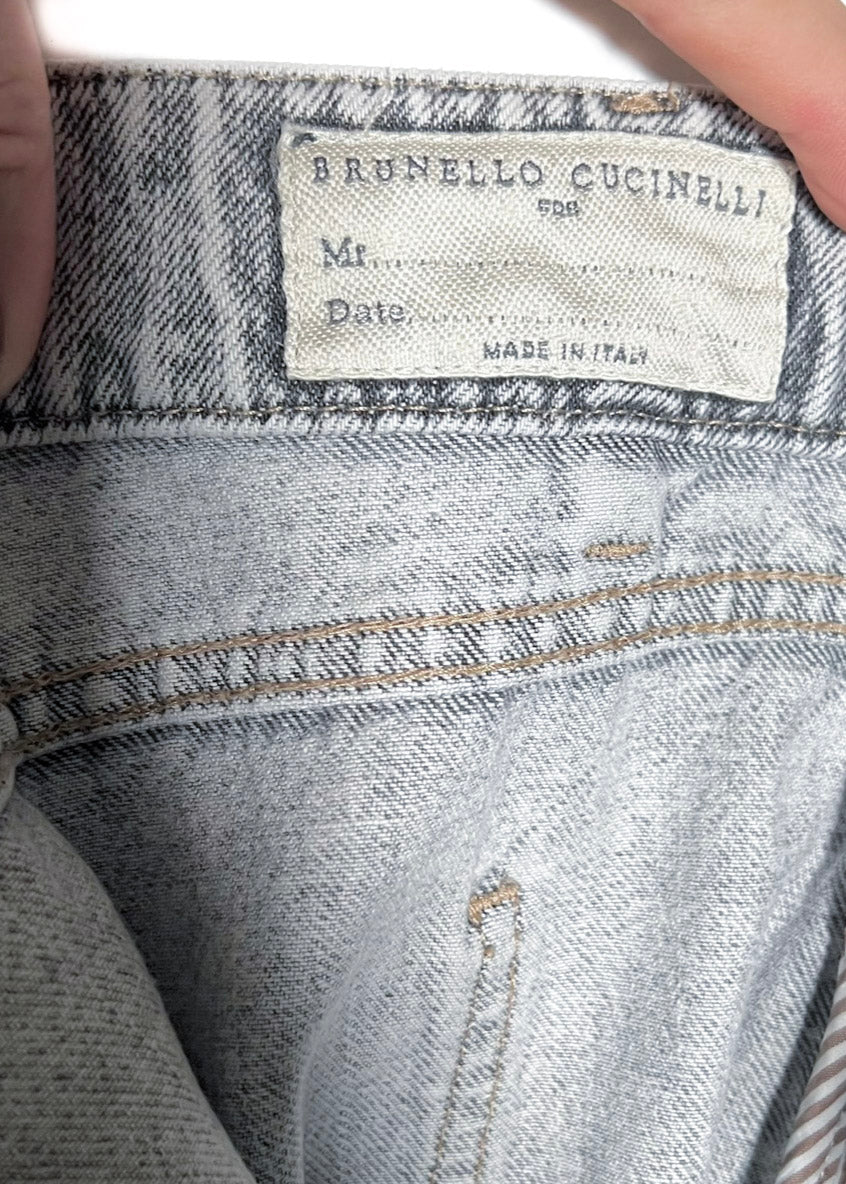 BRUNELLO CUCINELLI
Mr.................................
Date.................................
MADE IN ITALY